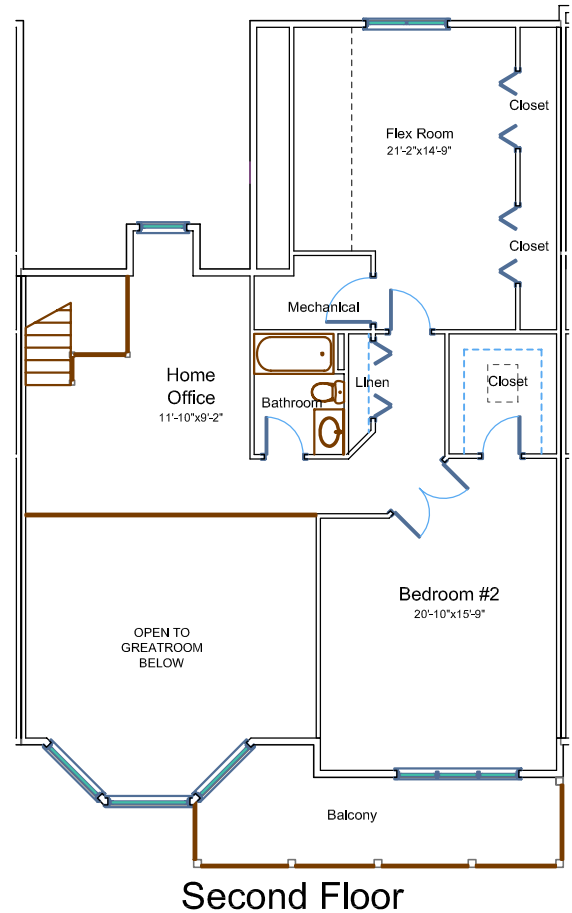 Closet
Flex Room
21'-2"x14'-9"
Closet
Mechanical
Home
Office
11'-10"x9'-2"
Linen
Closet
Bathroom
Bedroom #2
20'-10"x15'-9"
OPEN TO
GREATROOM
BELOW
Balcony
Second Floor